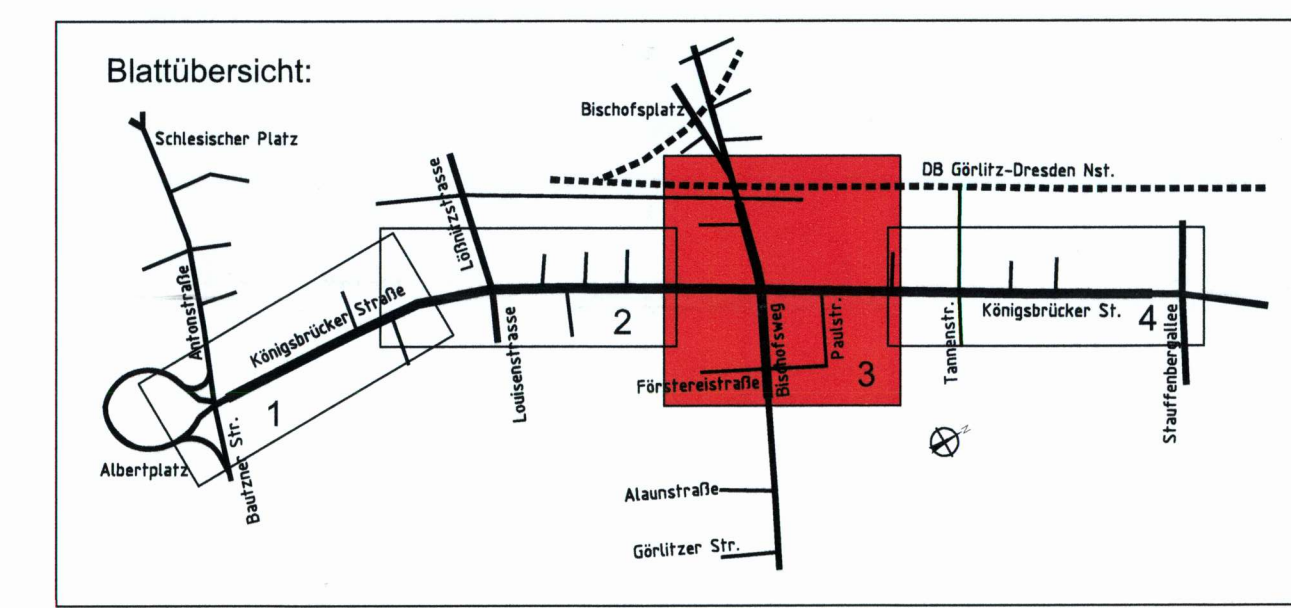 Blattübersicht:
Schlesischer Platz
Bischofsplatz
DB Görlitz-Dresden Nst.
Lößnitzstrasse
Antonstraße
Königsbrücker Straße
Louisenstrasse
2
Bischofsweg
Paulstr.
Förstereistraße
3
Tannenstr.
Königsbrücker St.
4
Stauffenbergallee
1
Albertplatz
Bautzner Str.
N
Alaunstraße
Görlitzer Str.